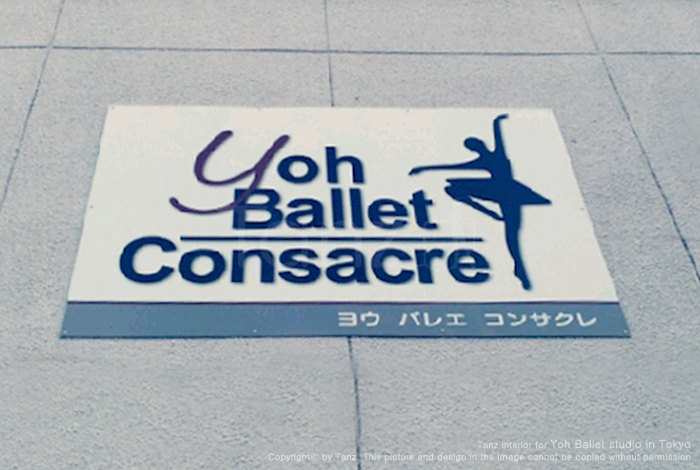 Yoh
Ballet
Consacre
ヨウ バレエ コンサクレ
Tanz interior for Yoh Ballet studio in Tokyo
Copyright © by Tanz. This picture and design in the image cannot be copied without permission